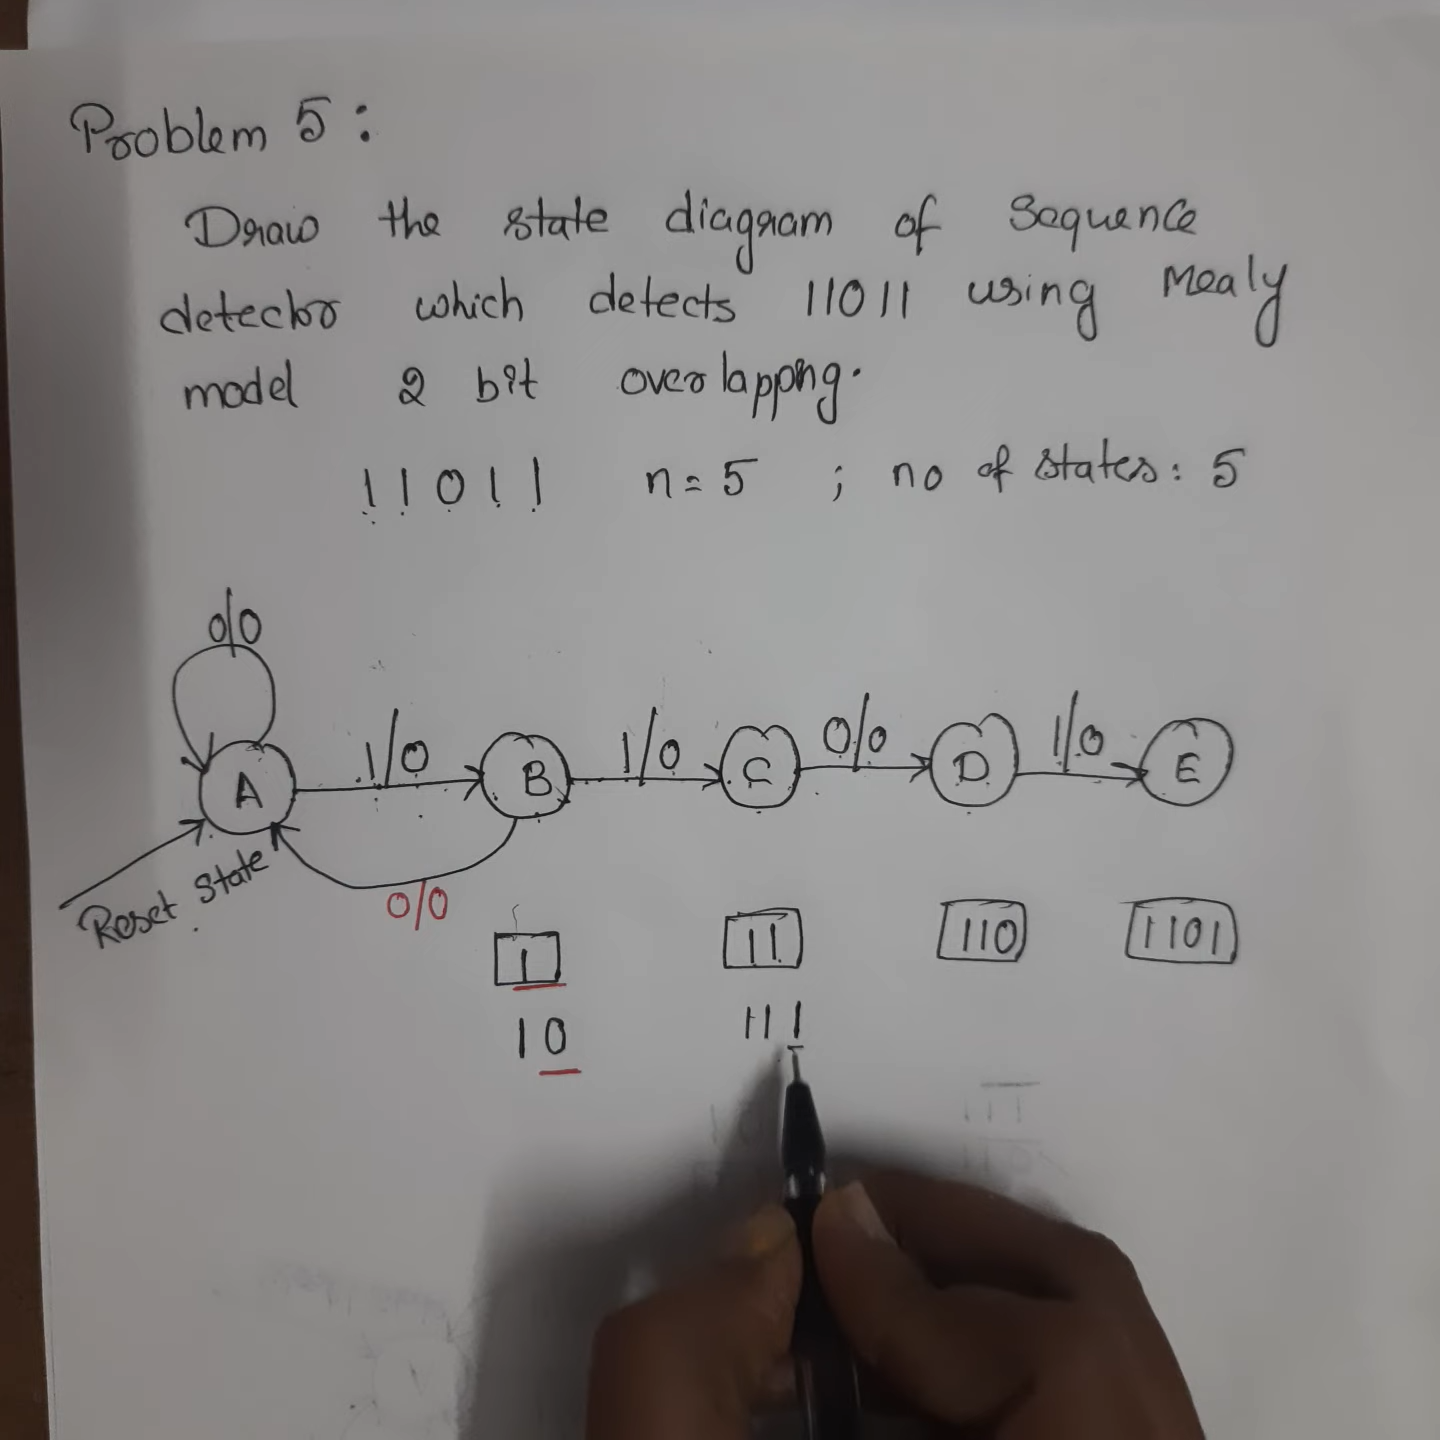 Problem 5 :
Draw the state diagram of sequence
detector which detects 11011 using Mealy
model 2 bit overlapping.
11011 n = 5 ; no of states: 5
0/0
1/0 1/0 0/0 1/0
A B C D E
Reset State
0/0
1 11 110 1101
10 111